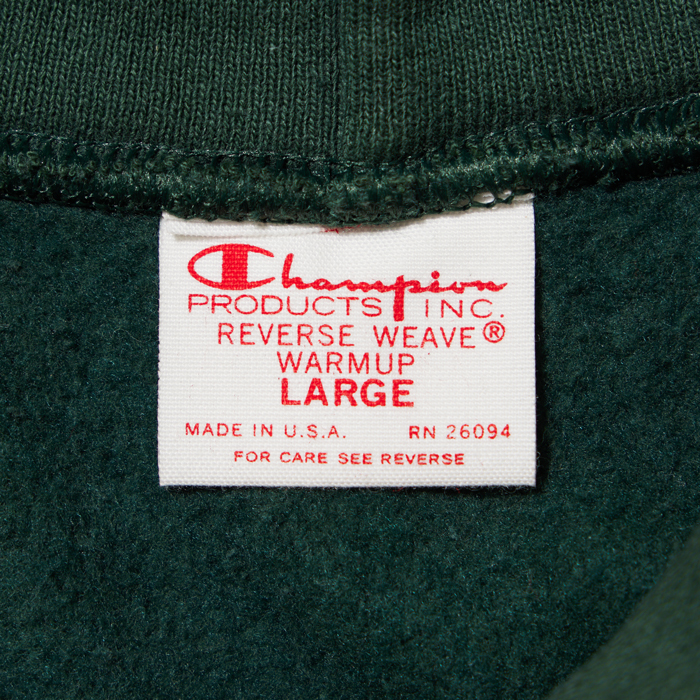 Champion
PRODUCTS INC.
REVERSE WEAVE®
WARMUP
LARGE
MADE IN U.S.A. RN 26094
FOR CARE SEE REVERSE